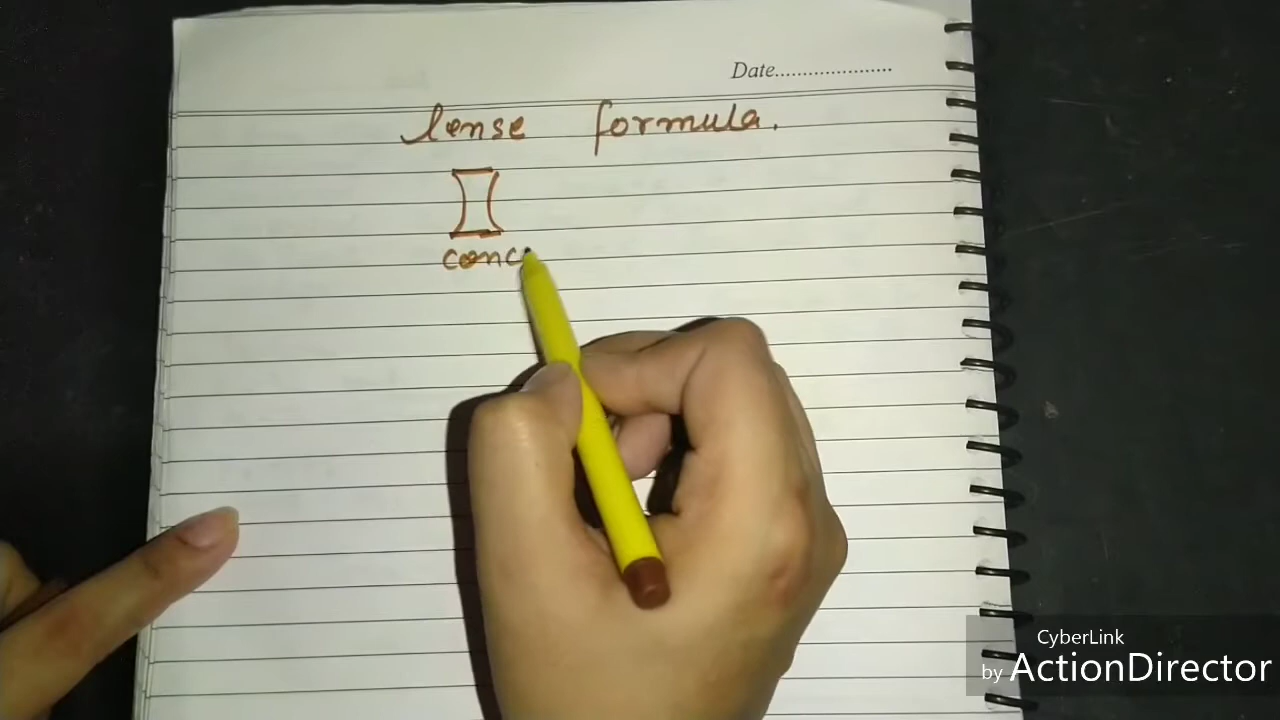 Date.....................
lense formula.
conc
CyberLink
by ActionDirector